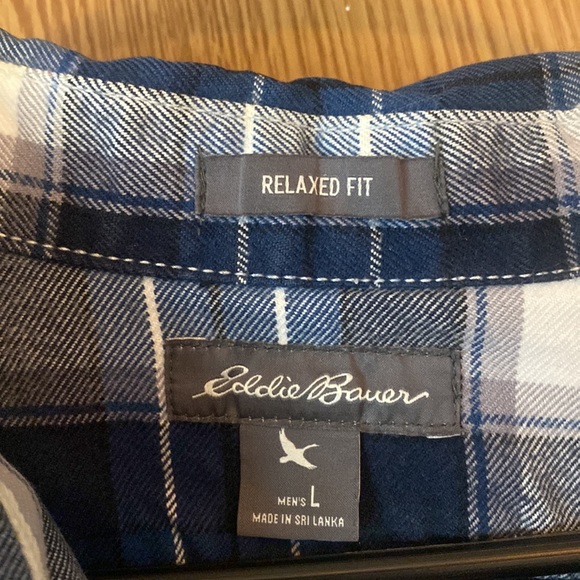 RELAXED FIT
Eddie Bauer
MEN'S L
MADE IN SRI LANKA